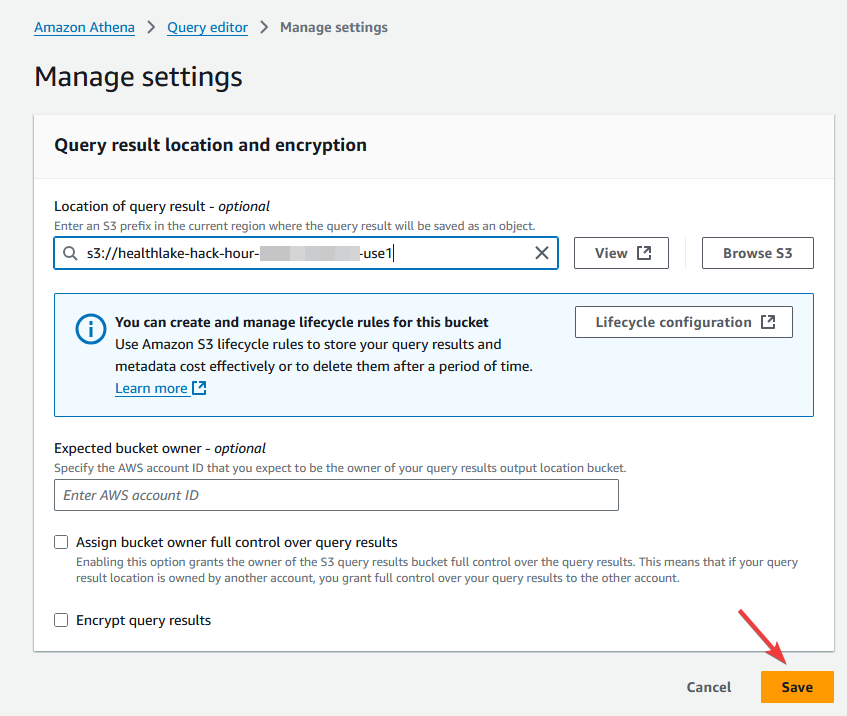 Amazon Athena > Query editor > Manage settings
Manage settings
Query result location and encryption
Location of query result - optional
Enter an S3 prefix in the current region where the query result will be saved as an object.
s3://healthlake-hack-hour- -use1
View
Browse S3
You can create and manage lifecycle rules for this bucket
Use Amazon S3 lifecycle rules to store your query results and
metadata cost effectively or to delete them after a period of time.
Learn more
Lifecycle configuration
Expected bucket owner - optional
Specify the AWS account ID that you expect to be the owner of your query results output location bucket.
Enter AWS account ID
Assign bucket owner full control over query results
Enabling this option grants the owner of the S3 query results bucket full control over the query results. This means that if your query
result location is owned by another account, you grant full control over your query results to the other account.
Encrypt query results
Cancel
Save